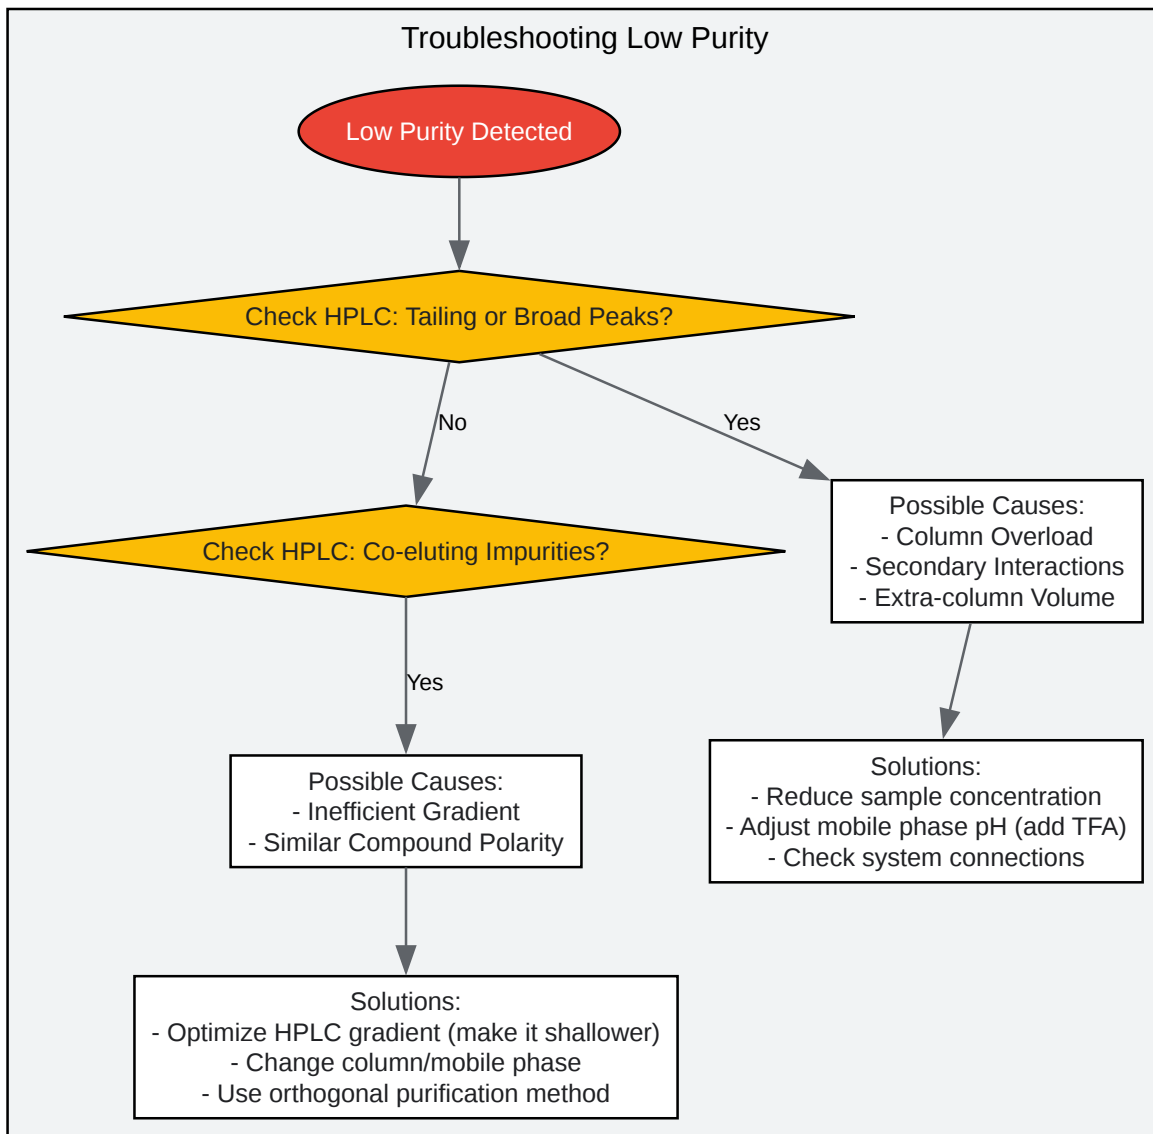 Troubleshooting Low Purity
Low Purity Detected
Check HPLC: Tailing or Broad Peaks?
No
Yes
Possible Causes:
- Column Overload
- Secondary Interactions
- Extra-column Volume
Check HPLC: Co-eluting Impurities?
Yes
Possible Causes:
- Inefficient Gradient
- Similar Compound Polarity
Solutions:
- Reduce sample concentration
- Adjust mobile phase pH (add TFA)
- Check system connections
Solutions:
- Optimize HPLC gradient (make it shallower)
- Change column/mobile phase
- Use orthogonal purification method